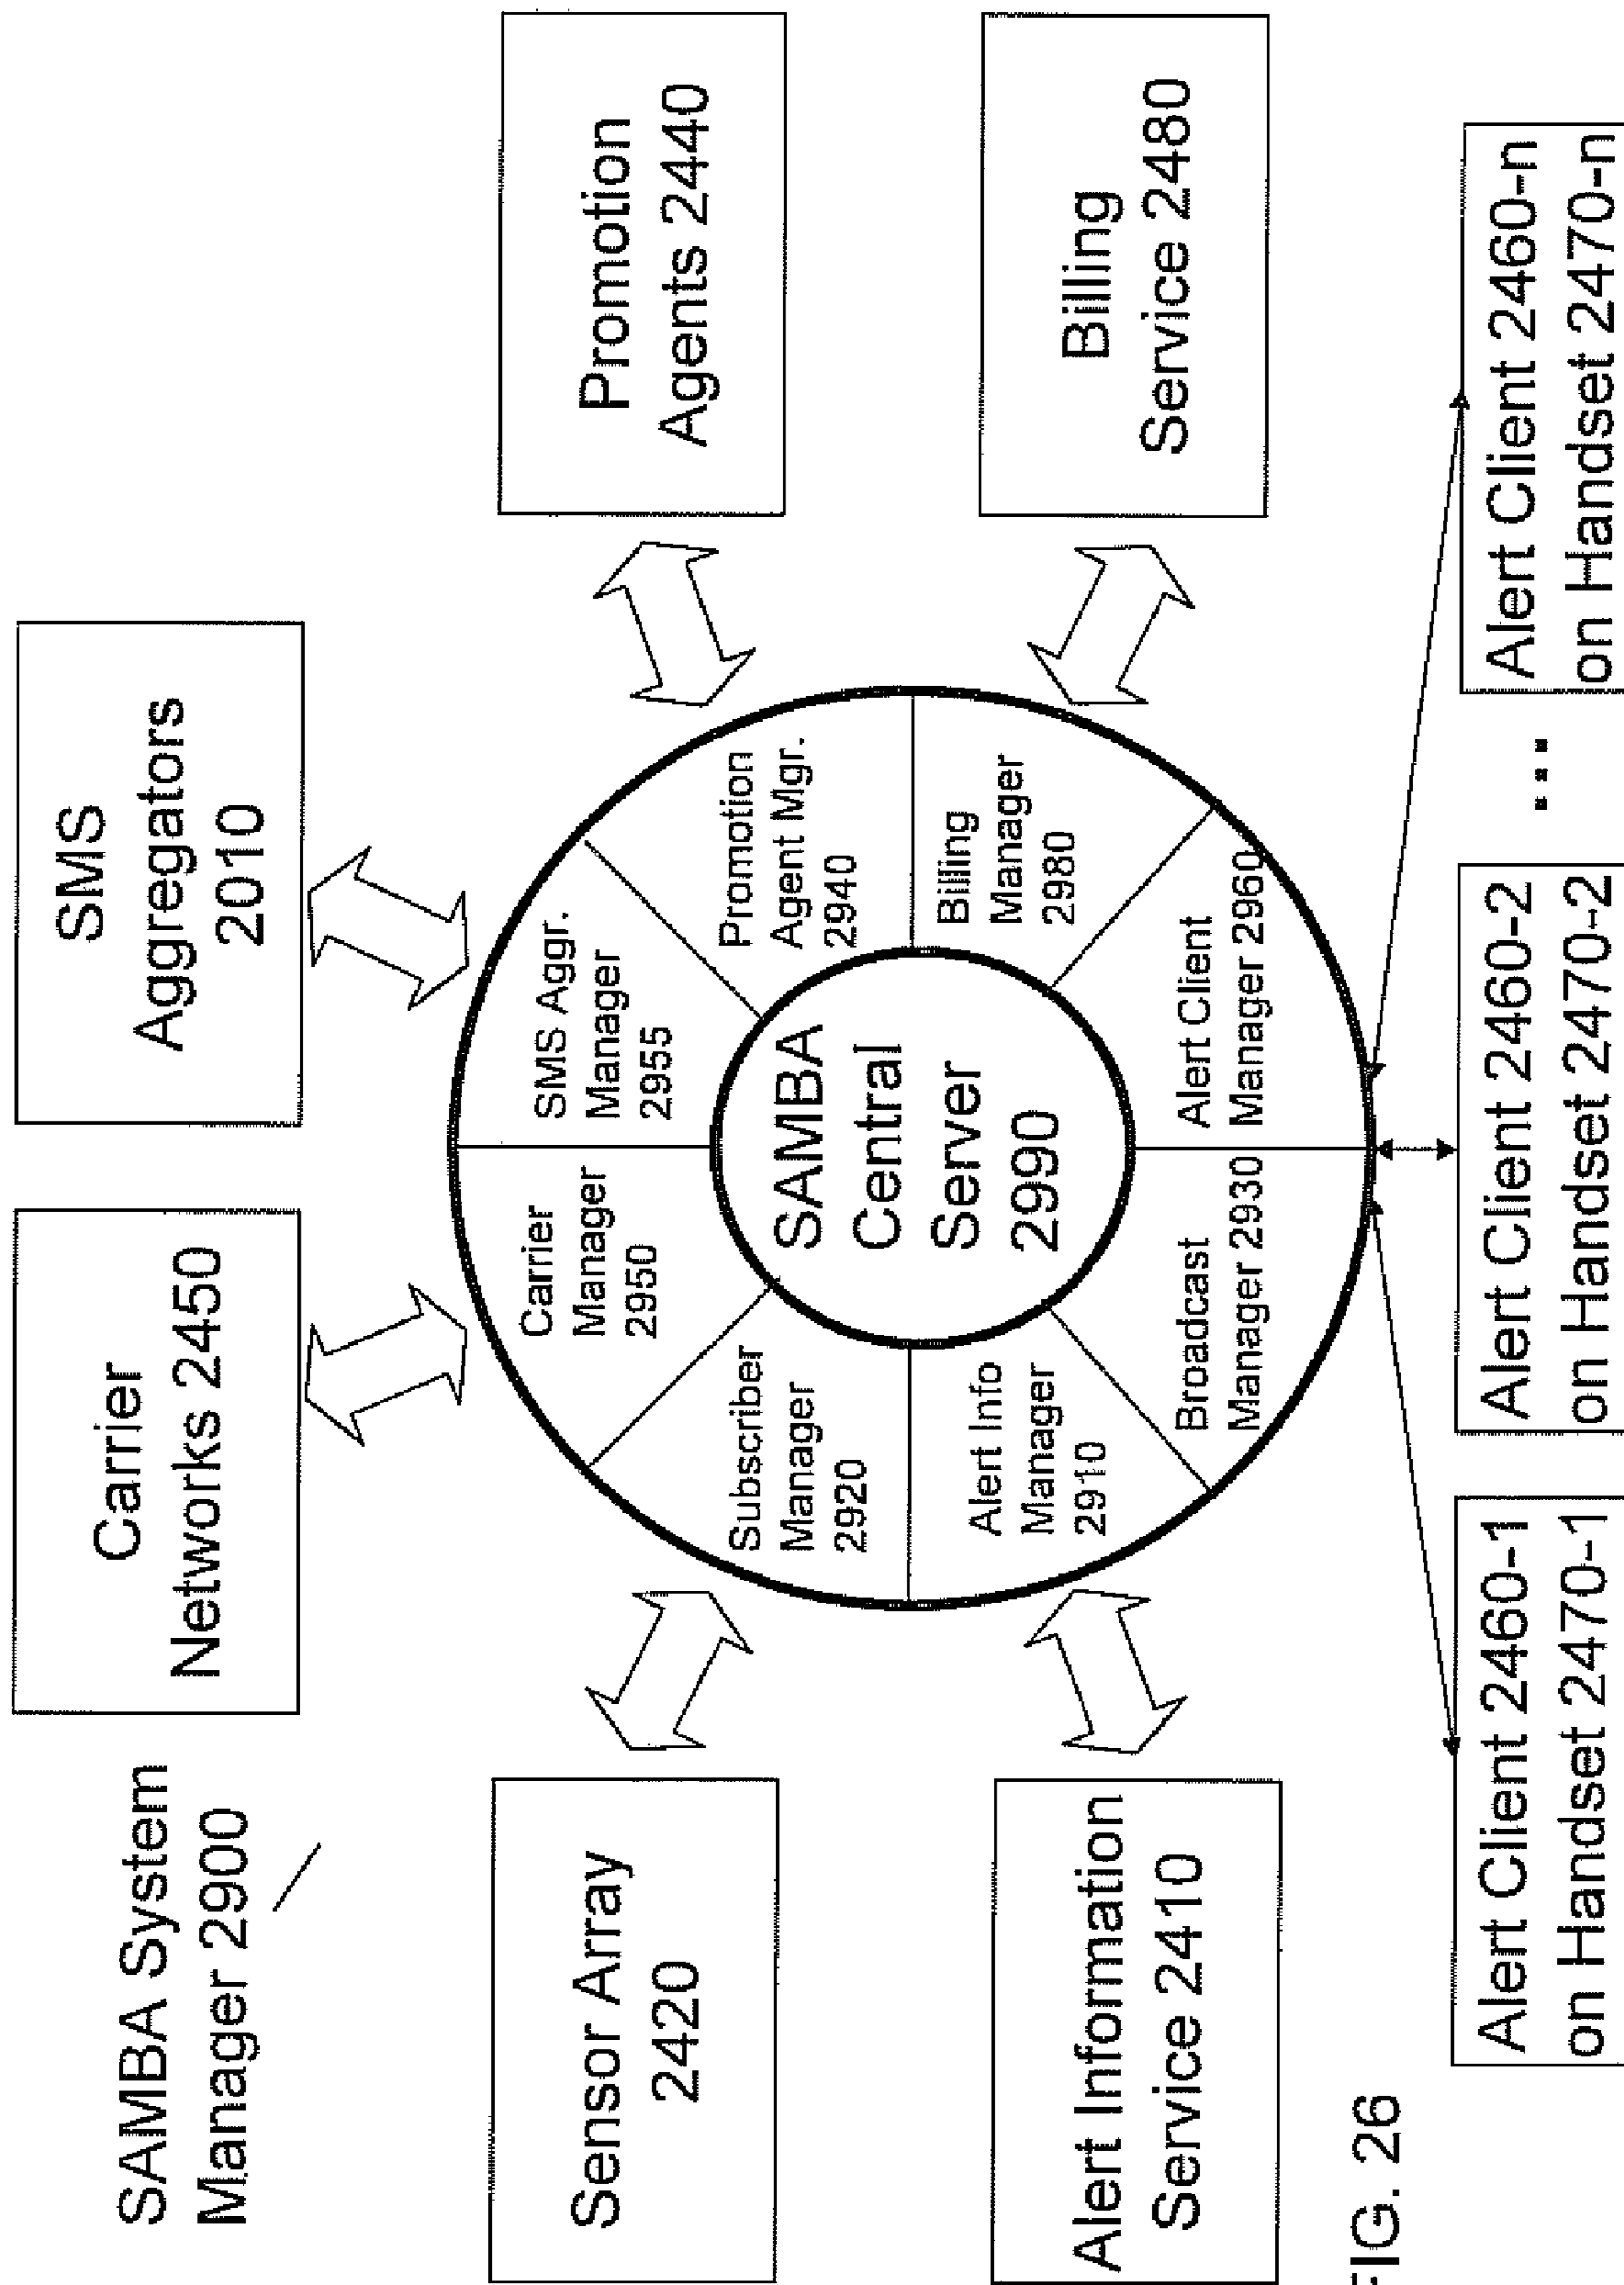 SAMBA System
Manager 2900
Carrier
Networks 2450
SMS
Aggregators
2010
Sensor Array
2420
Promotion
Agents 2440
Alert Information
Service 2410
Billing
Service 2480
Carrier
Manager
2950
SMS Aggr.
Manager
2955
Subscriber
Manager
2920
Promotion
Agent Mgr.
2940
SAMBA
Central
Server
2990
Alert Info
Manager
2910
Billing
Manager
2980
Broadcast
Manager 2930
Alert Client
Manager 2960
Alert Client 2460-1
on Handset 2470-1
Alert Client 2460-2
on Handset 2470-2
...
Alert Client 2460-n
on Handset 2470-n
FIG. 26